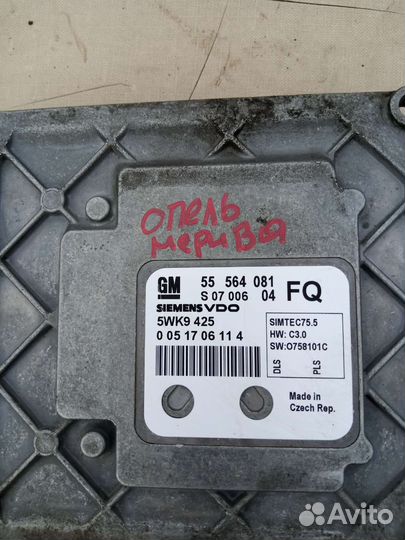 ОПЕЛЬ
мериВа
GM 55 564 081
S 07 006 04 FQ
SIEMENS VDO
5WK9 425
0 05 17 06 11 4
SIMTEC75.5
HW: C3.0
SW:O758101C
DLS
PLS
Made in
Czech Rep.
Avito